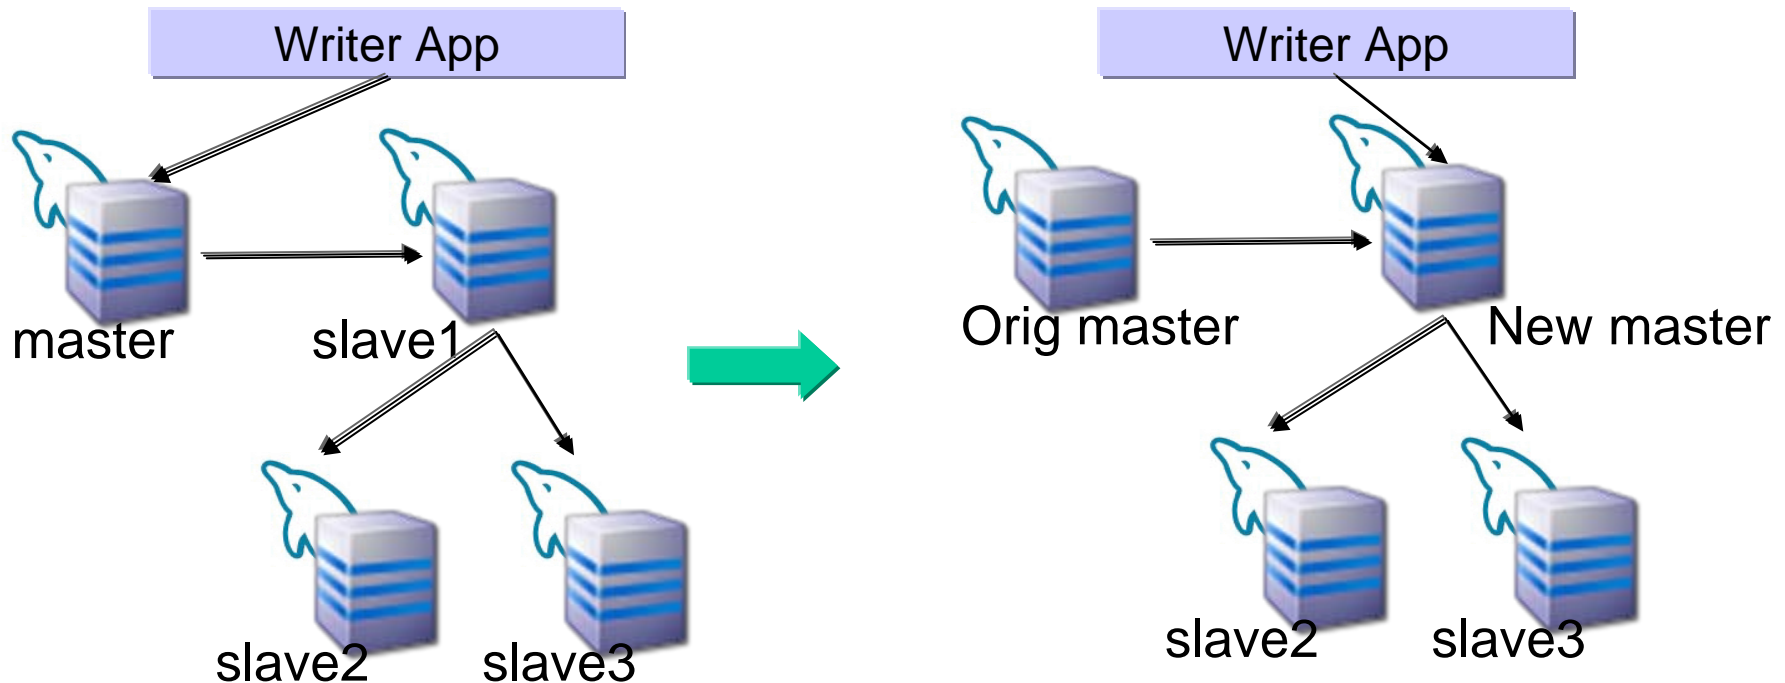 Writer App
Writer App
master
slave1
Orig master
New master
slave2
slave3
slave2
slave3